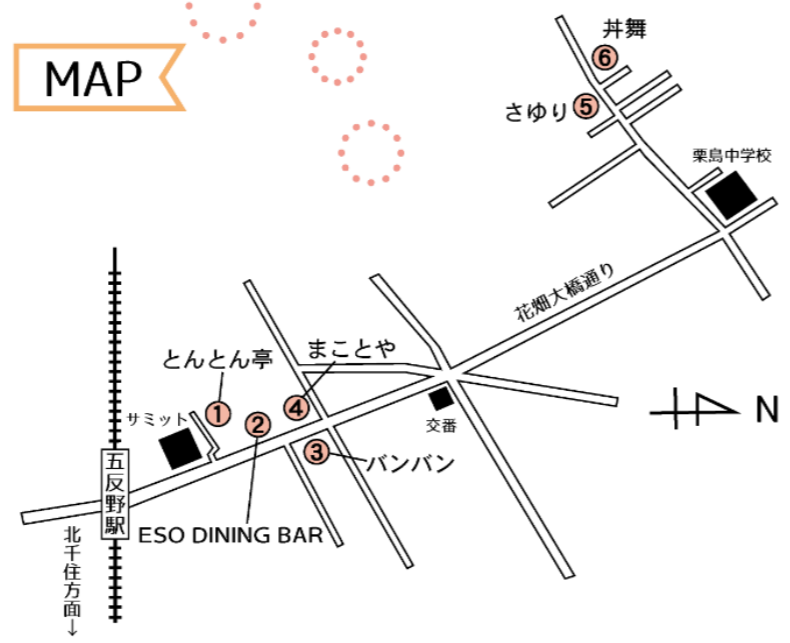 MAP
丼舞
⑥
さゆり
⑤
栗島中学校
花畑大橋通り
N
まことや
④
とんとん亭
①
サミット
②
交番
③
バンバン
ESO DINING BAR
五反野駅
北千住方面↓